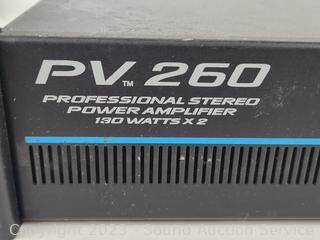 PV™ 260
PROFESSIONAL STEREO
POWER AMPLIFIER
130 WATTS X 2
Copyright 2023 - Sound Auction Service